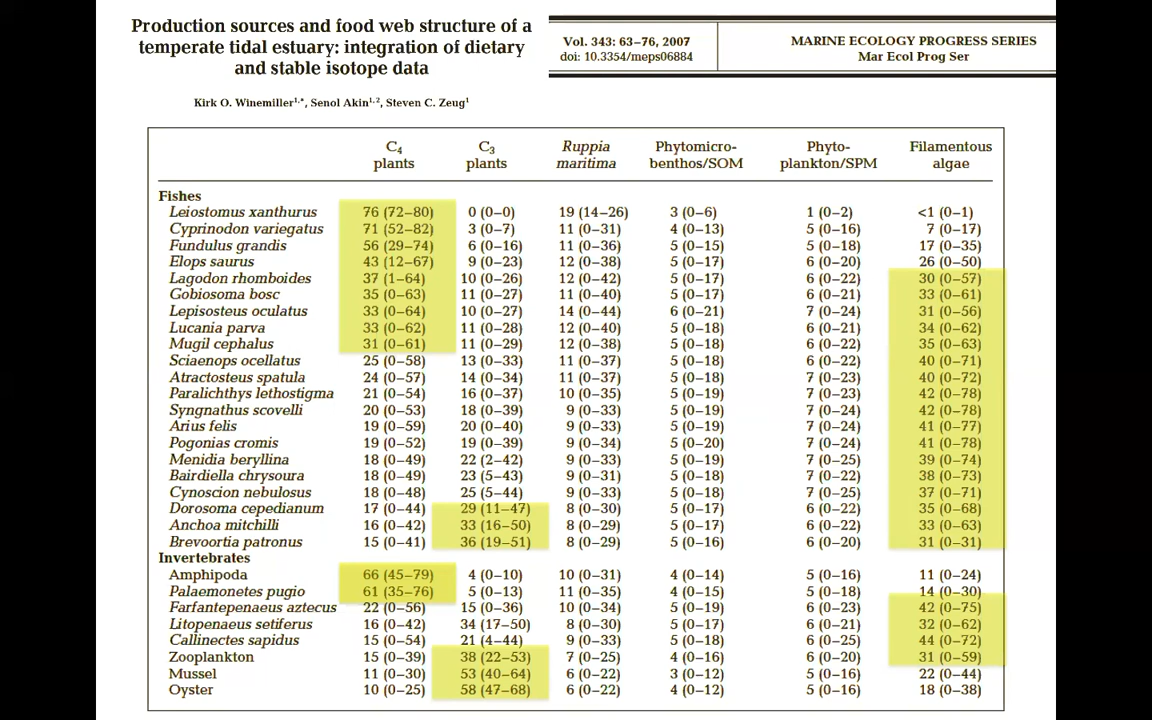 Production sources and food web structure of a
temperate tidal estuary: integration of dietary
and stable isotope data
Kirk O. Winemiller1,*, Senol Akin1,2, Steven C. Zeug1
Vol. 343: 63–76, 2007
doi: 10.3354/meps06884
MARINE ECOLOGY PROGRESS SERIES
Mar Ecol Prog Ser
C4 plants C3 plants Ruppia maritima Phytomicro-benthos/SOM Phyto-plankton/SPM Filamentous algae
Fishes
Leiostomus xanthurus 76 (72–80) 0 (0–0) 19 (14–26) 3 (0–6) 1 (0–2) <1 (0–1)
Cyprinodon variegatus 71 (52–82) 3 (0–7) 11 (0–31) 4 (0–13) 5 (0–16) 7 (0–17)
Fundulus grandis 56 (29–74) 6 (0–16) 11 (0–36) 5 (0–15) 5 (0–18) 17 (0–35)
Elops saurus 43 (12–67) 9 (0–23) 12 (0–38) 5 (0–17) 6 (0–20) 26 (0–50)
Lagodon rhomboides 37 (1–64) 10 (0–26) 12 (0–42) 5 (0–17) 6 (0–22) 30 (0–57)
Gobiosoma bosc 35 (0–63) 11 (0–27) 11 (0–40) 5 (0–17) 6 (0–21) 33 (0–61)
Lepisosteus oculatus 33 (0–64) 10 (0–27) 14 (0–44) 6 (0–21) 7 (0–24) 31 (0–56)
Lucania parva 33 (0–62) 11 (0–28) 12 (0–40) 5 (0–18) 6 (0–21) 34 (0–62)
Mugil cephalus 31 (0–61) 11 (0–29) 12 (0–38) 5 (0–18) 6 (0–22) 35 (0–63)
Sciaenops ocellatus 25 (0–58) 13 (0–33) 11 (0–37) 5 (0–18) 6 (0–22) 40 (0–71)
Atractosteus spatula 24 (0–57) 14 (0–34) 11 (0–37) 5 (0–18) 7 (0–23) 40 (0–72)
Paralichthys lethostigma 21 (0–54) 16 (0–37) 10 (0–35) 5 (0–19) 7 (0–23) 42 (0–78)
Syngnathus scovelli 20 (0–53) 18 (0–39) 9 (0–33) 5 (0–19) 7 (0–24) 42 (0–78)
Arius felis 19 (0–59) 20 (0–40) 9 (0–33) 5 (0–19) 7 (0–24) 41 (0–77)
Pogonias cromis 19 (0–52) 19 (0–39) 9 (0–34) 5 (0–20) 7 (0–24) 41 (0–78)
Menidia beryllina 18 (0–49) 22 (2–42) 9 (0–33) 5 (0–19) 7 (0–25) 39 (0–74)
Bairdiella chrysoura 18 (0–49) 23 (5–43) 9 (0–31) 5 (0–18) 7 (0–22) 38 (0–73)
Cynoscion nebulosus 18 (0–48) 25 (5–44) 9 (0–33) 5 (0–18) 7 (0–25) 37 (0–71)
Dorosoma cepedianum 17 (0–44) 29 (11–47) 8 (0–30) 5 (0–17) 6 (0–22) 35 (0–68)
Anchoa mitchilli 16 (0–42) 33 (16–50) 8 (0–29) 5 (0–17) 6 (0–22) 33 (0–63)
Brevoortia patronus 15 (0–41) 36 (19–51) 8 (0–29) 5 (0–16) 6 (0–20) 31 (0–31)
Invertebrates
Amphipoda 66 (45–79) 4 (0–10) 10 (0–31) 4 (0–14) 5 (0–16) 11 (0–24)
Palaemonetes pugio 61 (35–76) 5 (0–13) 11 (0–35) 4 (0–15) 5 (0–18) 14 (0–30)
Farfantepenaeus aztecus 22 (0–56) 15 (0–36) 10 (0–34) 5 (0–19) 6 (0–23) 42 (0–75)
Litopenaeus setiferus 16 (0–42) 34 (17–50) 8 (0–30) 5 (0–17) 6 (0–21) 32 (0–62)
Callinectes sapidus 15 (0–54) 21 (4–44) 9 (0–33) 5 (0–18) 6 (0–25) 44 (0–72)
Zooplankton 15 (0–39) 38 (22–53) 7 (0–25) 4 (0–16) 6 (0–20) 31 (0–59)
Mussel 11 (0–30) 53 (40–64) 6 (0–22) 3 (0–12) 5 (0–16) 22 (0–44)
Oyster 10 (0–25) 58 (47–68) 6 (0–22) 4 (0–12) 5 (0–16) 18 (0–38)